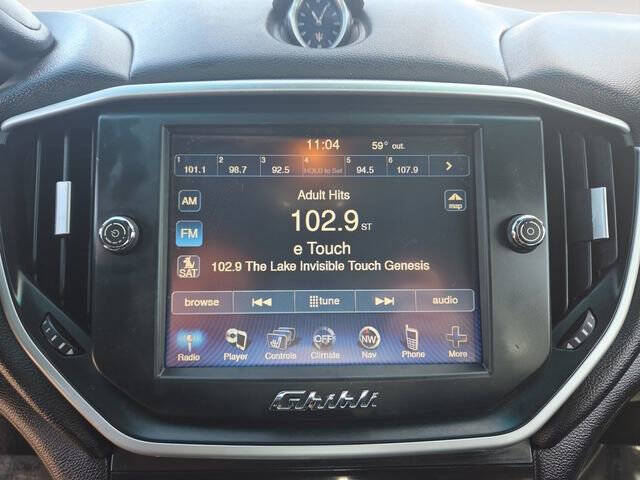 11:04 59° out.
1 2 3 4 5 6
101.1 98.7 92.5 HOLD to Set 94.5 107.9 >
Adult Hits
AM
map
102.9 ST
FM
e Touch
SAT
102.9 The Lake Invisible Touch Genesis
browse tune audio
OFF NW
Radio Player Controls Climate Nav Phone More
Ghibli